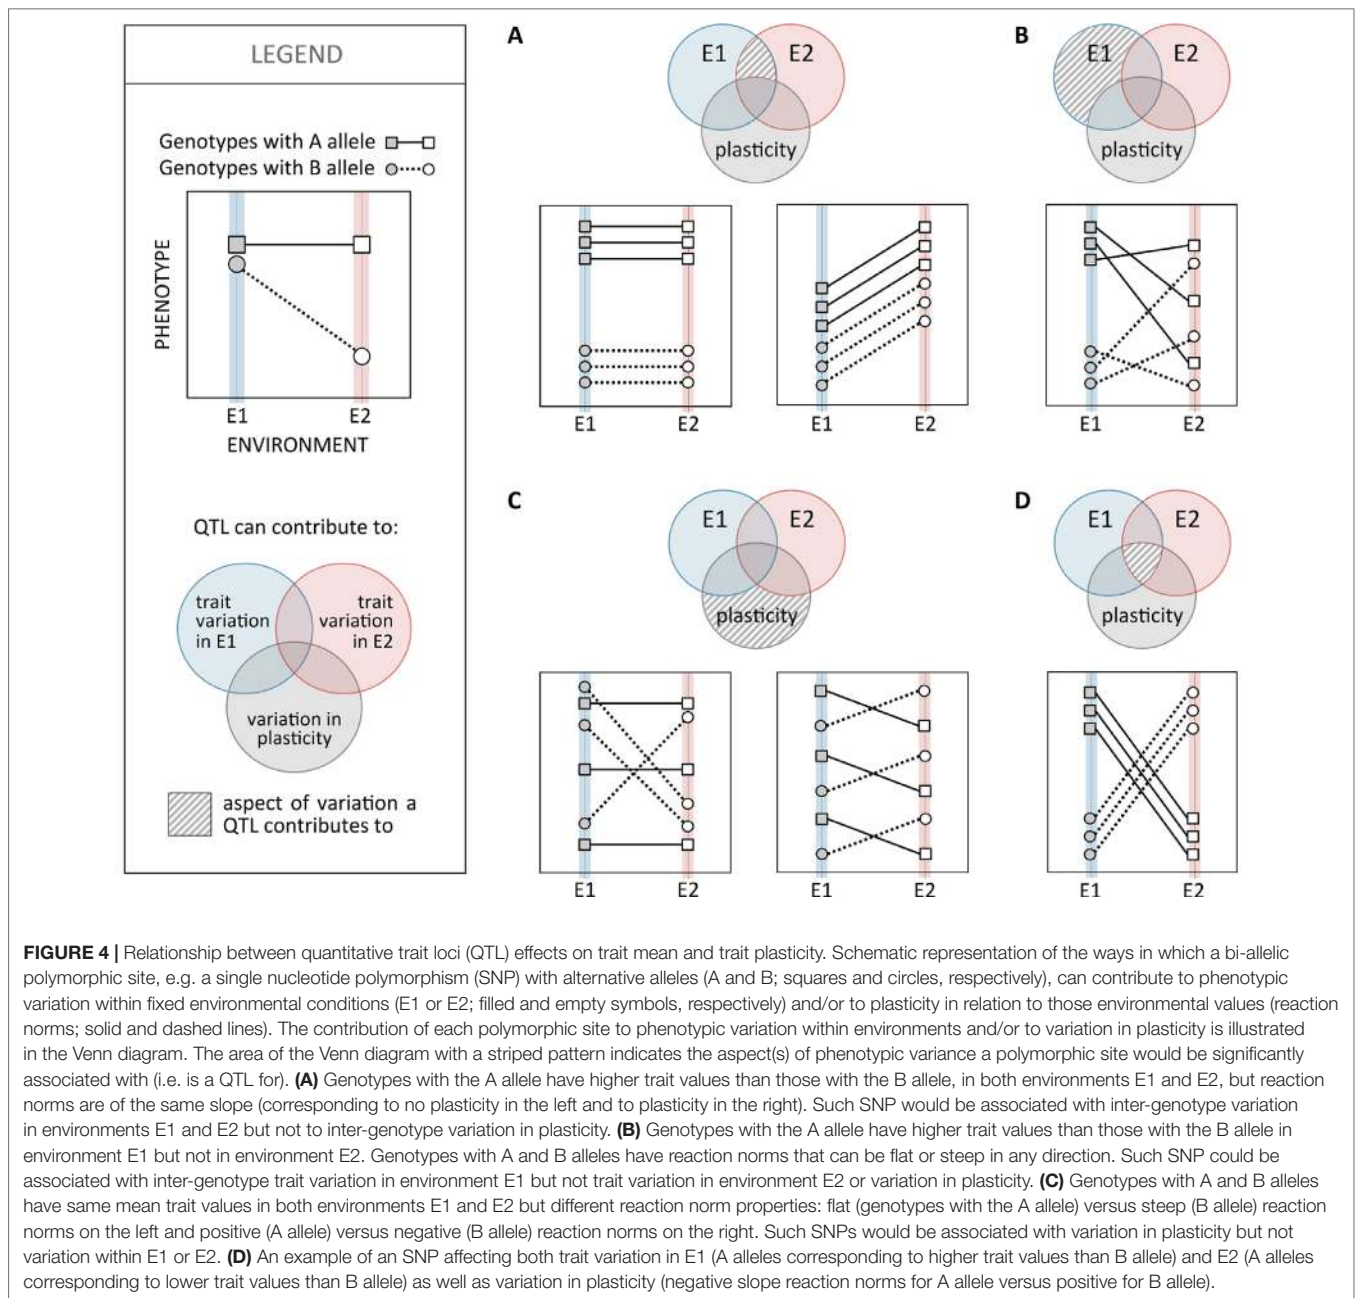 LEGEND
Genotypes with A allele
Genotypes with B allele
PHENOTYPE
E1
E2
ENVIRONMENT
QTL can contribute to:
trait
variation
in E1
trait
variation
in E2
variation in
plasticity
aspect of variation a
QTL contributes to
A
E1
E2
plasticity
E1
E2
E1
E2
B
E1
E2
plasticity
E1
E2
C
E1
E2
plasticity
E1
E2
E1
E2
D
E1
E2
plasticity
E1
E2
FIGURE 4 | Relationship between quantitative trait loci (QTL) effects on trait mean and trait plasticity. Schematic representation of the ways in which a bi-allelic
polymorphic site, e.g. a single nucleotide polymorphism (SNP) with alternative alleles (A and B; squares and circles, respectively), can contribute to phenotypic
variation within fixed environmental conditions (E1 or E2; filled and empty symbols, respectively) and/or to plasticity in relation to those environmental values (reaction
norms; solid and dashed lines). The contribution of each polymorphic site to phenotypic variation within environments and/or to variation in plasticity is illustrated
in the Venn diagram. The area of the Venn diagram with a striped pattern indicates the aspect(s) of phenotypic variance a polymorphic site would be significantly
associated with (i.e. is a QTL for). (A) Genotypes with the A allele have higher trait values than those with the B allele, in both environments E1 and E2, but reaction
norms are of the same slope (corresponding to no plasticity in the left and to plasticity in the right). Such SNP would be associated with inter-genotype variation
in environments E1 and E2 but not to inter-genotype variation in plasticity. (B) Genotypes with the A allele have higher trait values than those with the B allele in
environment E1 but not in environment E2. Genotypes with A and B alleles have reaction norms that can be flat or steep in any direction. Such SNP could be
associated with inter-genotype trait variation in environment E1 but not trait variation in environment E2 or variation in plasticity. (C) Genotypes with A and B alleles
have same mean trait values in both environments E1 and E2 but different reaction norm properties: flat (genotypes with the A allele) versus steep (B allele) reaction
norms on the left and positive (A allele) versus negative (B allele) reaction norms on the right. Such SNPs would be associated with variation in plasticity but not
variation within E1 or E2. (D) An example of an SNP affecting both trait variation in E1 (A alleles corresponding to higher trait values than B allele) and E2 (A alleles
corresponding to lower trait values than B allele) as well as variation in plasticity (negative slope reaction norms for A allele versus positive for B allele).